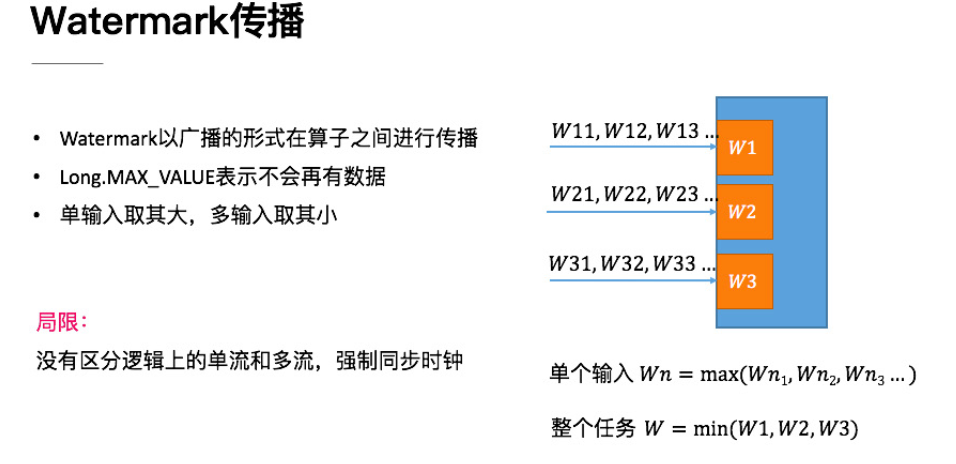 Watermark传播
• Watermark以广播的形式在算子之间进行传播
• Long.MAX_VALUE表示不会再有数据
• 单输入取其大，多输入取其小
局限：
没有区分逻辑上的单流和多流，强制同步时钟
W11, W12, W13 ...
W1
W21, W22, W23 ...
W2
W31, W32, W33 ...
W3
单个输入 Wn = max(Wn₁, Wn₂, Wn₃ ... )
整个任务 W = min(W1, W2, W3)